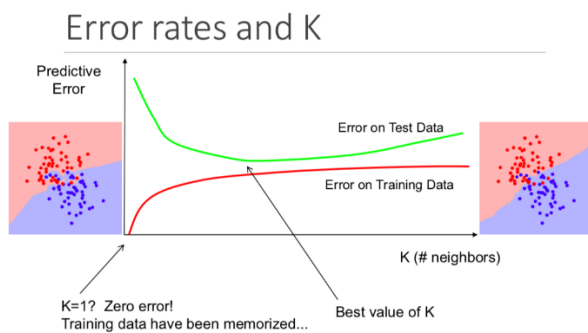 Error rates and K
Predictive
Error
Error on Test Data
Error on Training Data
K (# neighbors)
K=1? Zero error!
Training data have been memorized...
Best value of K